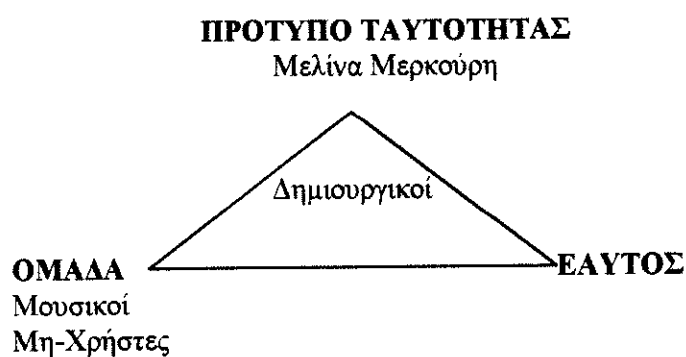 ΠΡΟΤΥΠΟ ΤΑΥΤΟΤΗΤΑΣ
Μελίνα Μερκούρη
Δημιουργικοί
ΟΜΑΔΑ
ΕΑΥΤΟΣ
Μουσικοί
Μη-Χρήστες